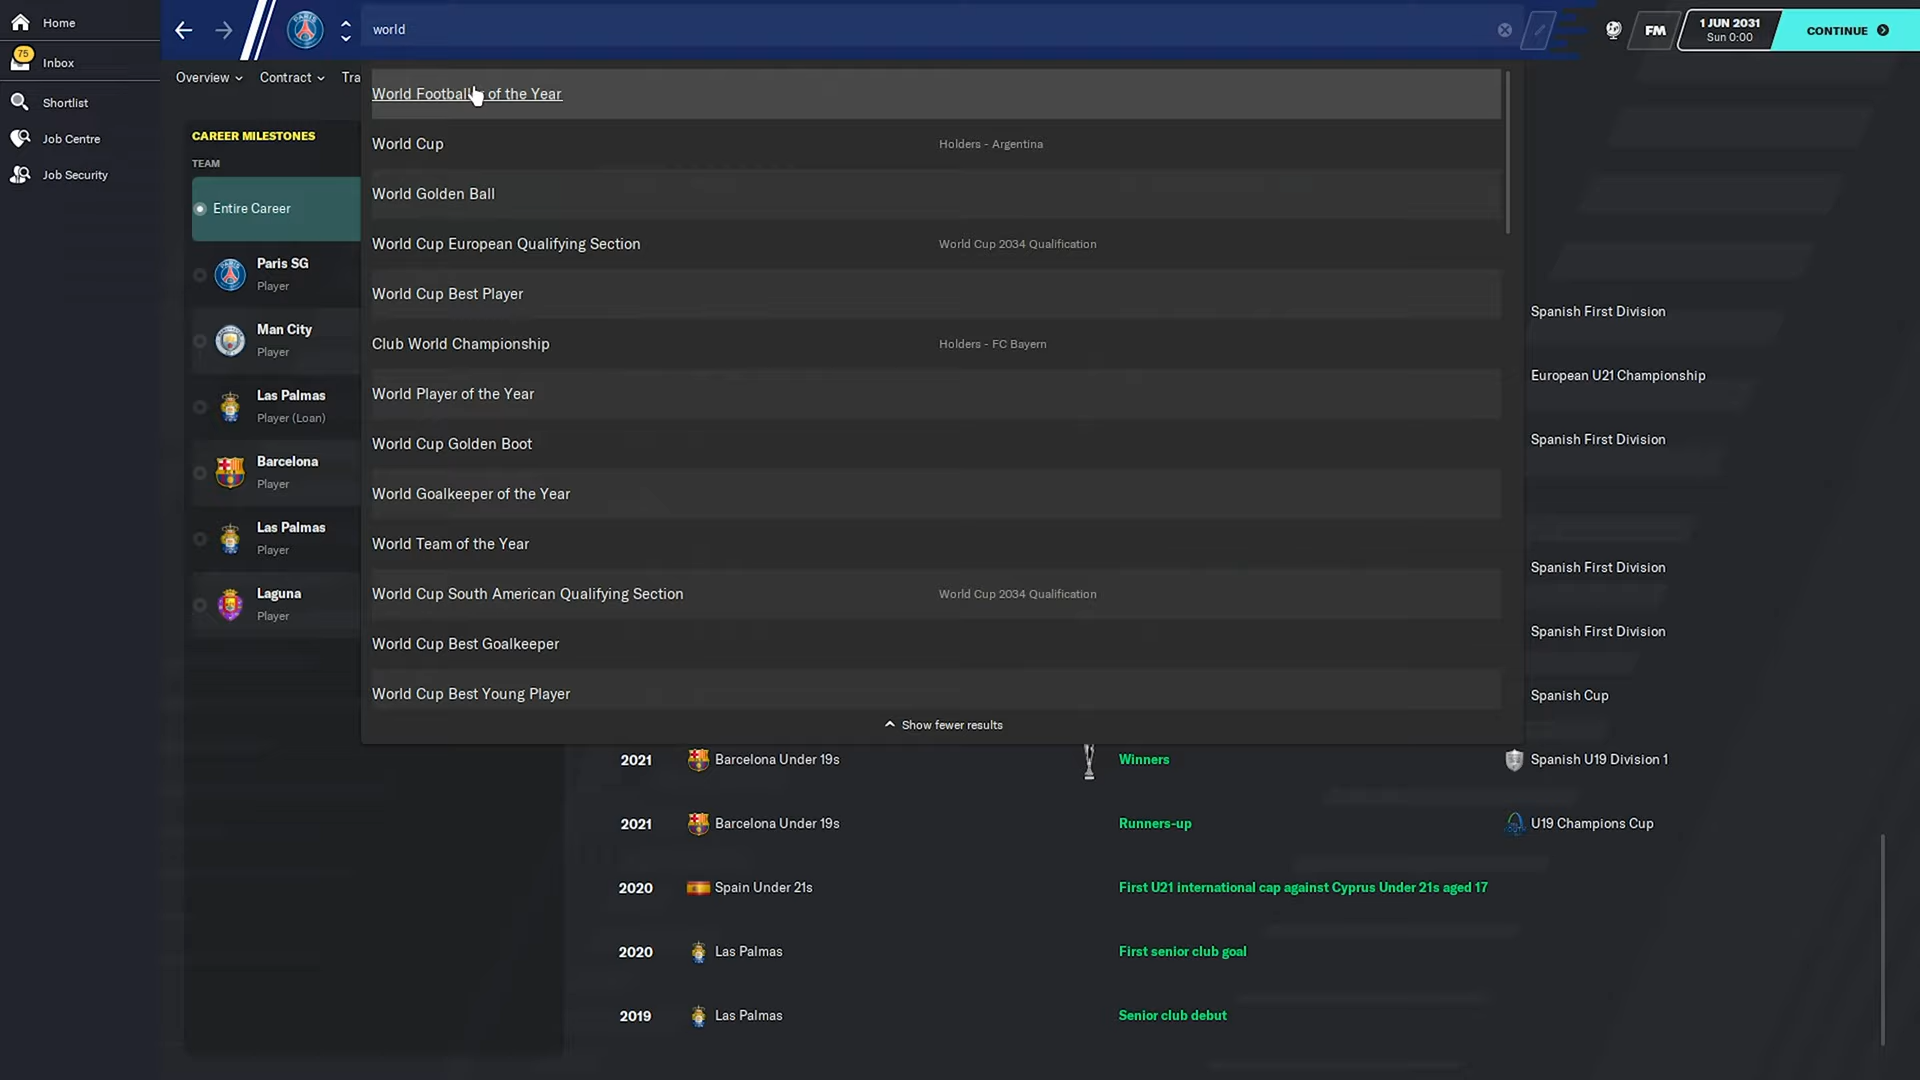 Home
75
Inbox
Shortlist
Job Centre
Job Security
world
FM
1 JUN 2031
Sun 0:00
CONTINUE
Overview
Contract
Tra
CAREER MILESTONES
TEAM
Entire Career
Paris SG
Player
Man City
Player
Las Palmas
Player (Loan)
Barcelona
Player
Las Palmas
Player
Laguna
Player
World Footballer of the Year
World Cup
Holders - Argentina
World Golden Ball
World Cup European Qualifying Section
World Cup 2034 Qualification
World Cup Best Player
Club World Championship
Holders - FC Bayern
World Player of the Year
World Cup Golden Boot
World Goalkeeper of the Year
World Team of the Year
World Cup South American Qualifying Section
World Cup 2034 Qualification
World Cup Best Goalkeeper
World Cup Best Young Player
Show fewer results
Spanish First Division
European U21 Championship
Spanish First Division
Spanish First Division
Spanish First Division
Spanish Cup
2021 Barcelona Under 19s Winners Spanish U19 Division 1
2021 Barcelona Under 19s Runners-up U19 Champions Cup
2020 Spain Under 21s First U21 international cap against Cyprus Under 21s aged 17
2020 Las Palmas First senior club goal
2019 Las Palmas Senior club debut